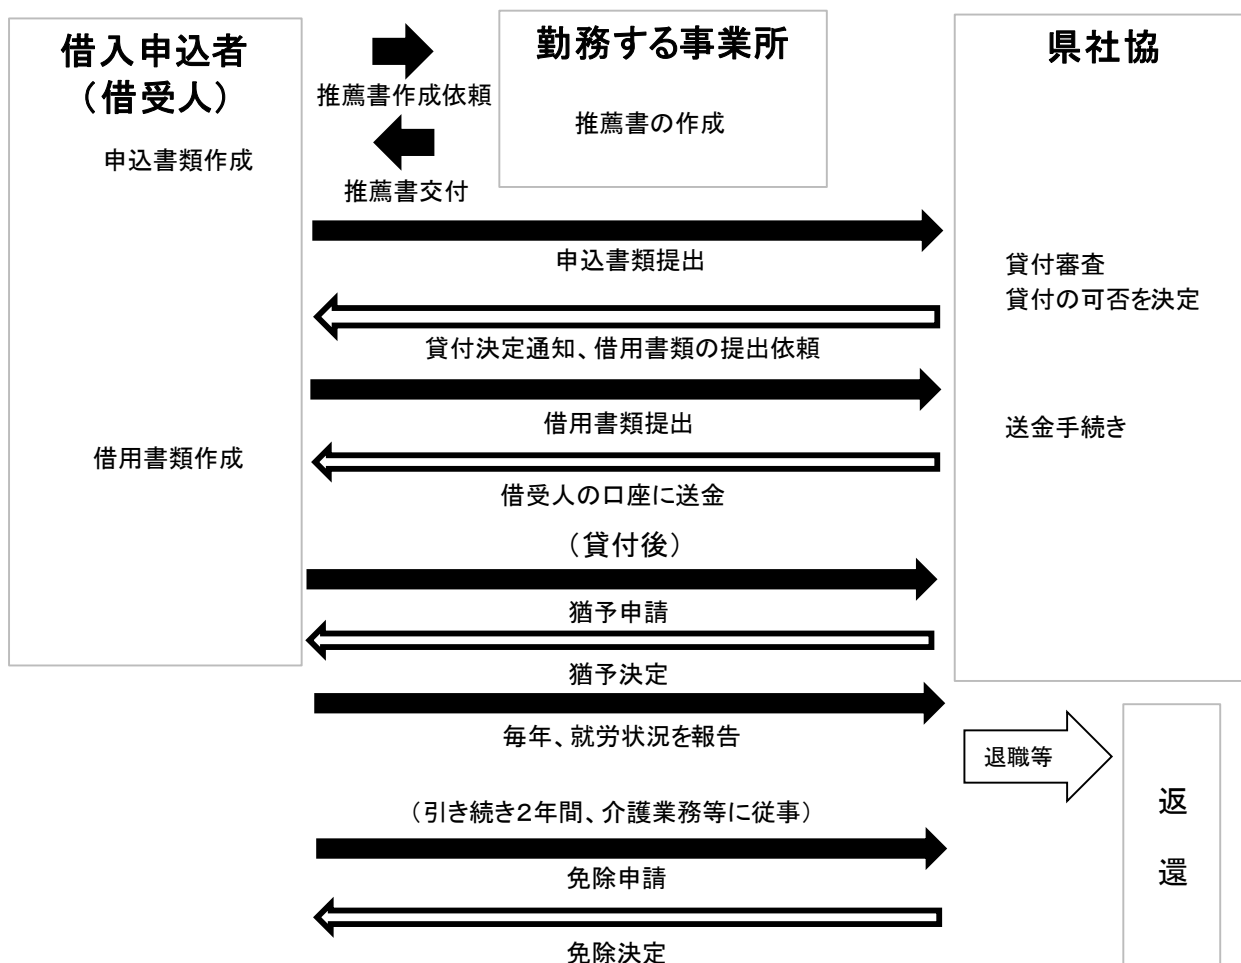 借入申込者
（借受人）
申込書類作成
推薦書作成依頼
推薦書交付
勤務する事業所
推薦書の作成
県社協
申込書類提出
貸付審査
貸付の可否を決定
貸付決定通知、借用書類の提出依頼
借用書類提出
送金手続き
借用書類作成
借受人の口座に送金
（貸付後）
猶予申請
猶予決定
毎年、就労状況を報告
退職等
返
還
（引き続き２年間、介護業務等に従事）
免除申請
免除決定